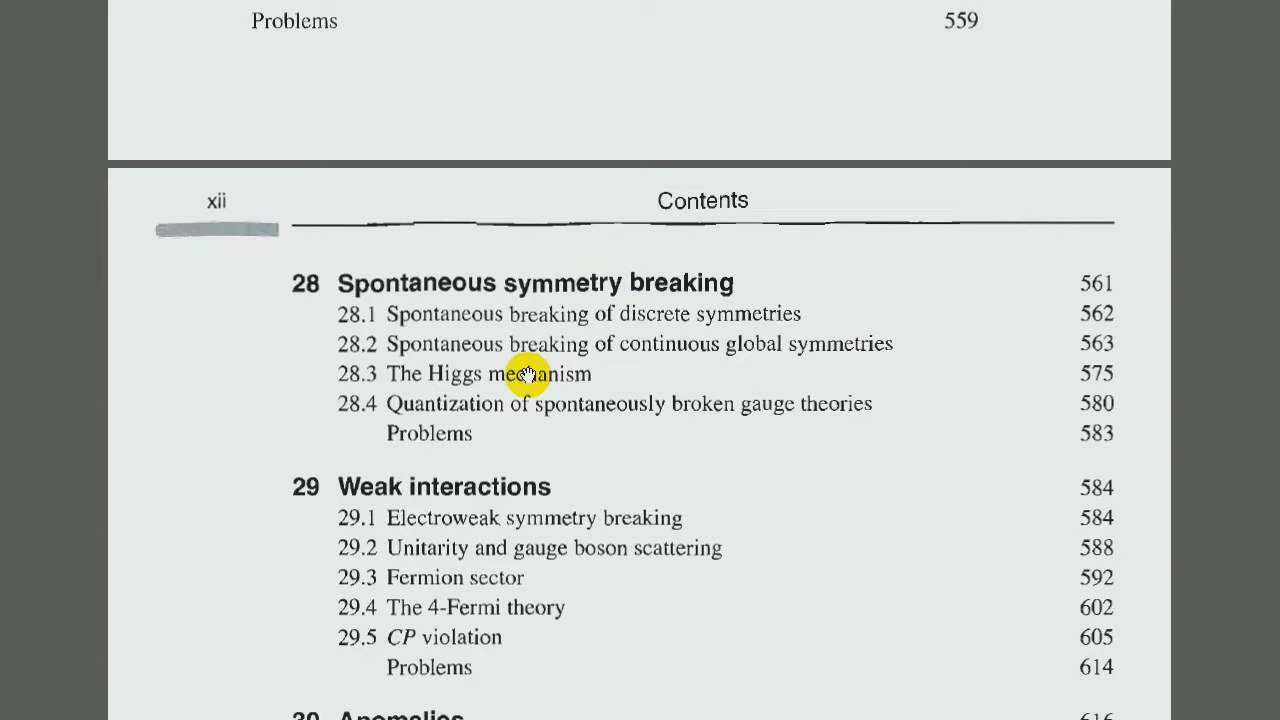 Problems 559
xii Contents
28 Spontaneous symmetry breaking 561
28.1 Spontaneous breaking of discrete symmetries 562
28.2 Spontaneous breaking of continuous global symmetries 563
28.3 The Higgs mechanism 575
28.4 Quantization of spontaneously broken gauge theories 580
Problems 583
29 Weak interactions 584
29.1 Electroweak symmetry breaking 584
29.2 Unitarity and gauge boson scattering 588
29.3 Fermion sector 592
29.4 The 4-Fermi theory 602
29.5 CP violation 605
Problems 614
30 Anomalies 616